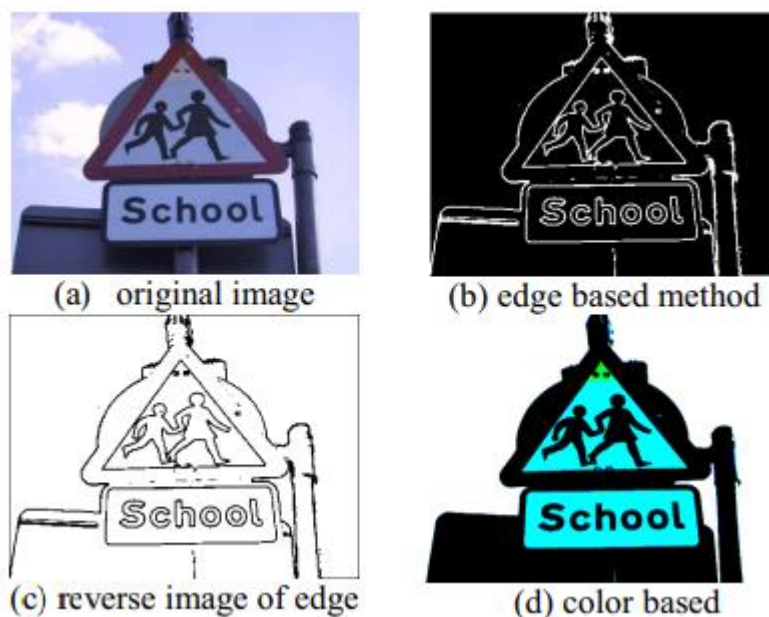 School
School
(a) original image
(b) edge based method
School
School
(c) reverse image of edge
(d) color based